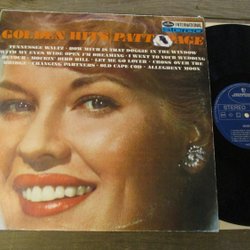 INTERNATIONAL
GOLDEN HITS PATTI PAGE
TENNESSEE WALTZ · HOW MUCH IS THAT DOGGIE IN THE WINDOW
WITH MY EYES WIDE OPEN I'M DREAMING · I WENT TO YOUR WEDDING
DETOUR · MOCKIN' BIRD HILL · LET ME GO LOVER · CROSS OVER THE
BRIDGE · CHANGING PARTNERS · OLD CAPE COD · ALLEGHENY MOON
STEREO